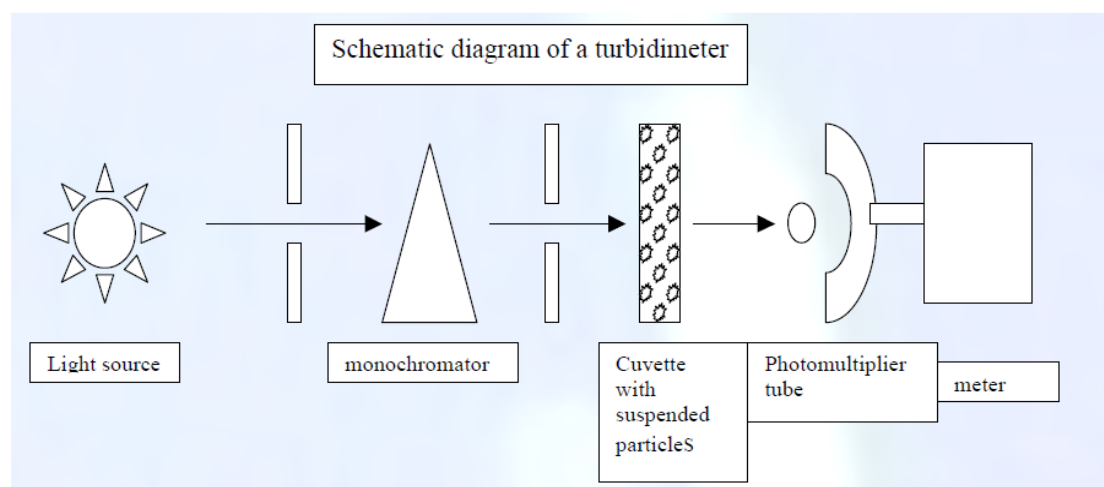 Schematic diagram of a turbidimeter
Light source
monochromator
Cuvette
with
suspended
particleS
Photomultiplier
tube
meter